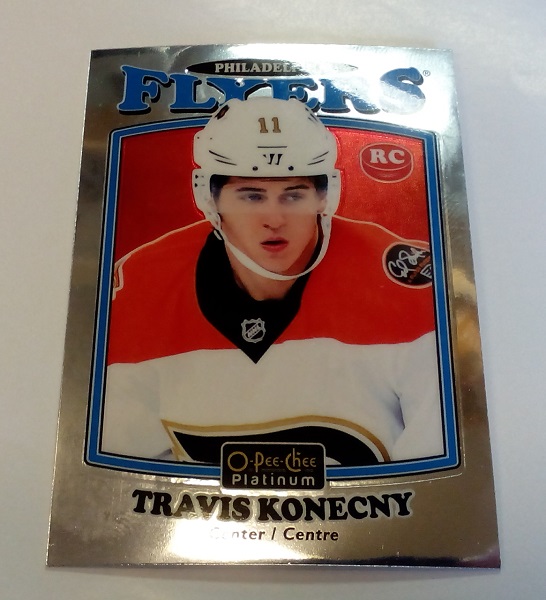 PHILADELPHIA
FLYERS®
11
RC
NHL
O-Pee-Chee
Platinum
TRAVIS KONECNY
Center / Centre